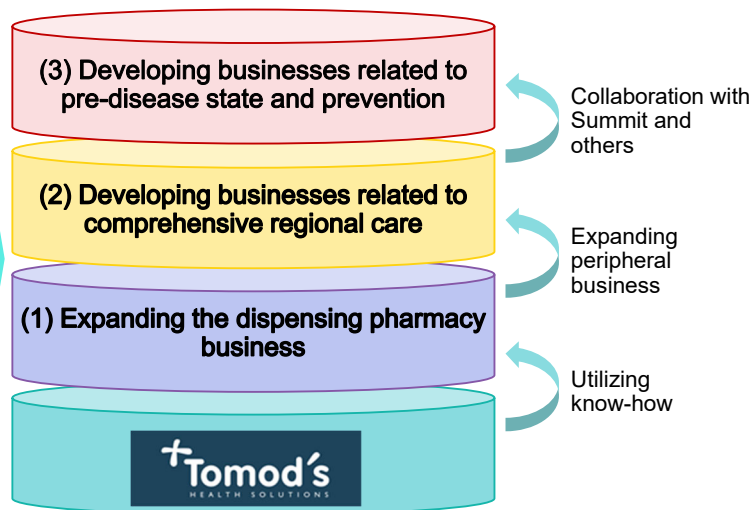 (3) Developing businesses related to
pre-disease state and prevention
Collaboration with
Summit and
others
(2) Developing businesses related to
comprehensive regional care
Expanding
peripheral
business
(1) Expanding the dispensing pharmacy
business
Utilizing
know-how
Tomod's
HEALTH SOLUTIONS